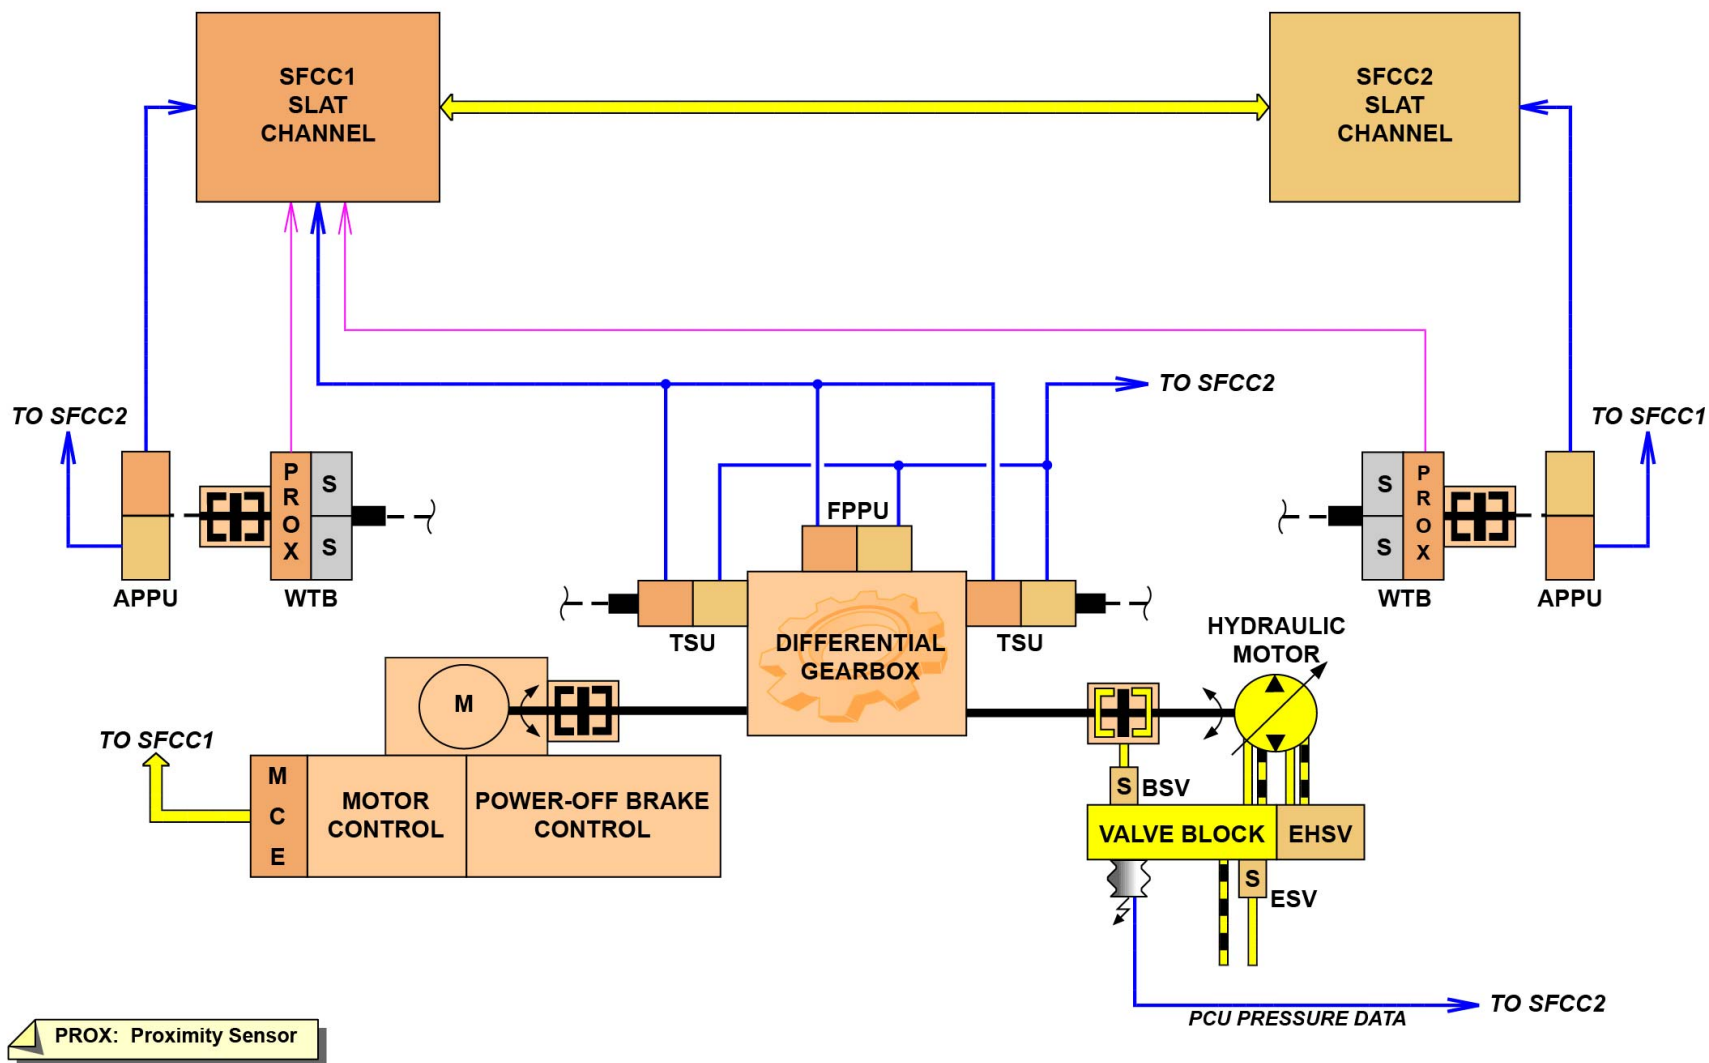 SFCC1
SLAT
CHANNEL
SFCC2
SLAT
CHANNEL
TO SFCC2
TO SFCC2
TO SFCC1
P
R
O
X
S
S
FPPU
S
S
P
R
O
X
APPU
WTB
WTB
APPU
TSU
DIFFERENTIAL
GEARBOX
TSU
HYDRAULIC
MOTOR
M
TO SFCC1
M
C
E
MOTOR
CONTROL
POWER-OFF BRAKE
CONTROL
S
BSV
VALVE BLOCK
EHSV
S
ESV
TO SFCC2
PCU PRESSURE DATA
PROX: Proximity Sensor